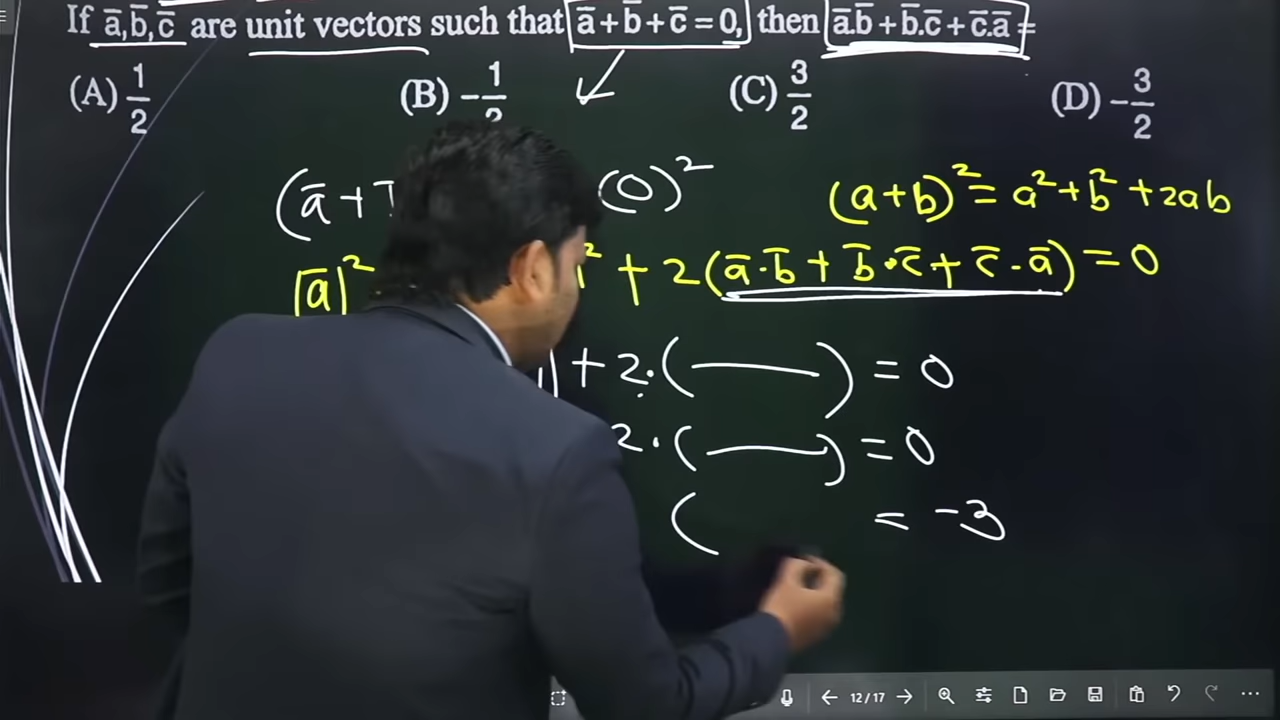 If a̅,b̅,c̅ are unit vectors such that a̅+b̅+c̅=0, then a̅.b̅+b̅.c̅+c̅.a̅=
(A) 1/2 (B) -1/2 (C) 3/2 (D) -3/2
(a̅+ (0)²
(a+b)²=a²+b²+2ab
|a̅|² ²+2(a̅·b̅+b̅·c̅+c̅-a̅)=0
+2·( )=0
2·( )=0
( = -3
12/17